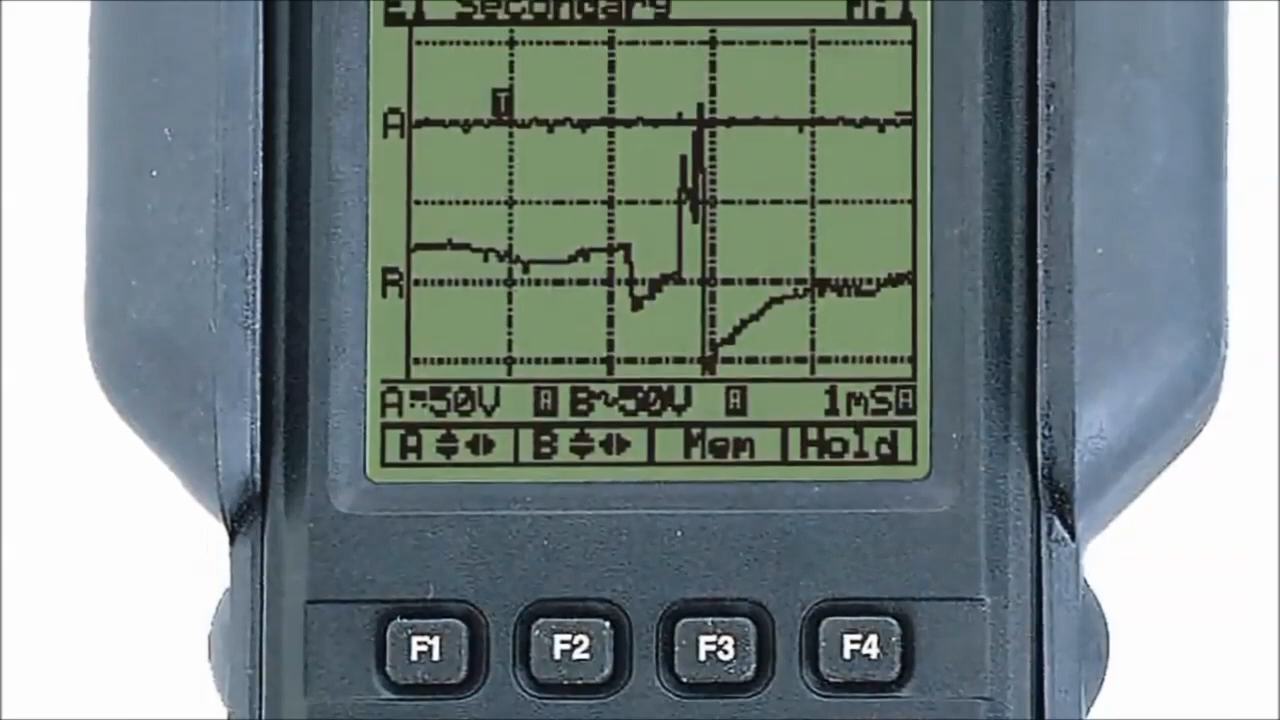 Secondary
T
A
B
A 50V A B~50V A 1mS A
A B Mem Hold
F1 F2 F3 F4